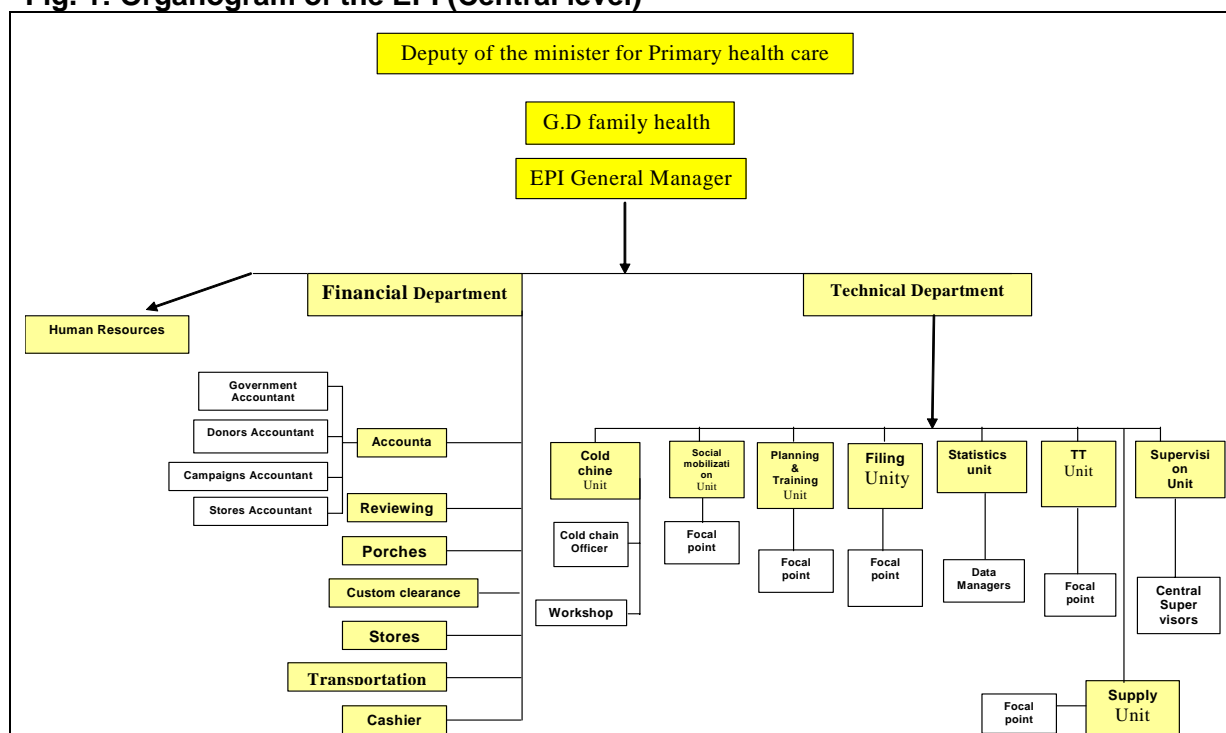 Fig. 1: Organogram of the EPI (Central level)
Deputy of the minister for Primary health care
G.D family health
EPI General Manager
Financial Department
Technical Department
Human Resources
Government
Accountant
Donors Accountant
Campaigns Accountant
Stores Accountant
Accounta
Reviewing
Porches
Custom clearance
Stores
Transportation
Cashier
Cold
chine
Unit
Cold chain
Officer
Workshop
Social
mobilizati
on
Unit
Focal
point
Planning
&
Training
Unit
Focal
point
Filing
Unity
Focal
point
Statistics
unit
Data
Managers
TT
Unit
Focal
point
Supervisi
on
Unit
Central
Super
visors
Focal
point
Supply
Unit